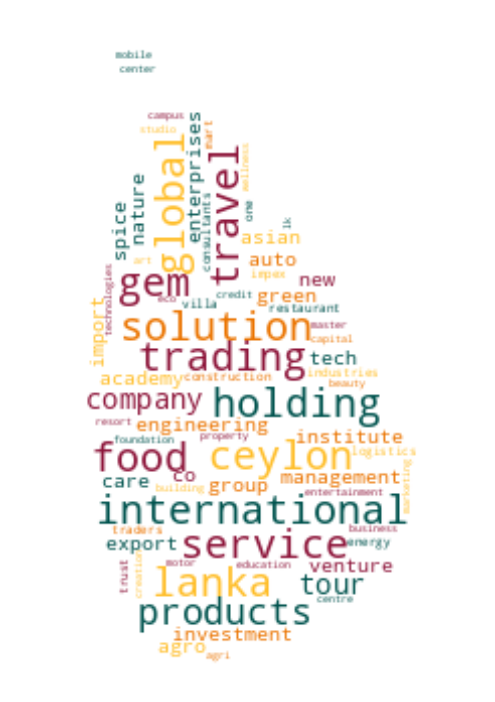 mobile
center
campus
studio
enterprises
mart
global
travel
wellness
nature
spice
consultants
one
lk
asian
art
auto
gem
technologies
impex
new
eco
villa
credit
green
restaurant
import
solution
master
capital
trading
tech
academy
construction
industries
beauty
company
holding
resort
engineering
foundation
property
institute
food
ceylon
logistics
co
care
building
group
management
marketing
entertainment
international
traders
business
export
service
energy
trust
creation
motor
education
venture
lanka
tour
centre
products
investment
agro
agri